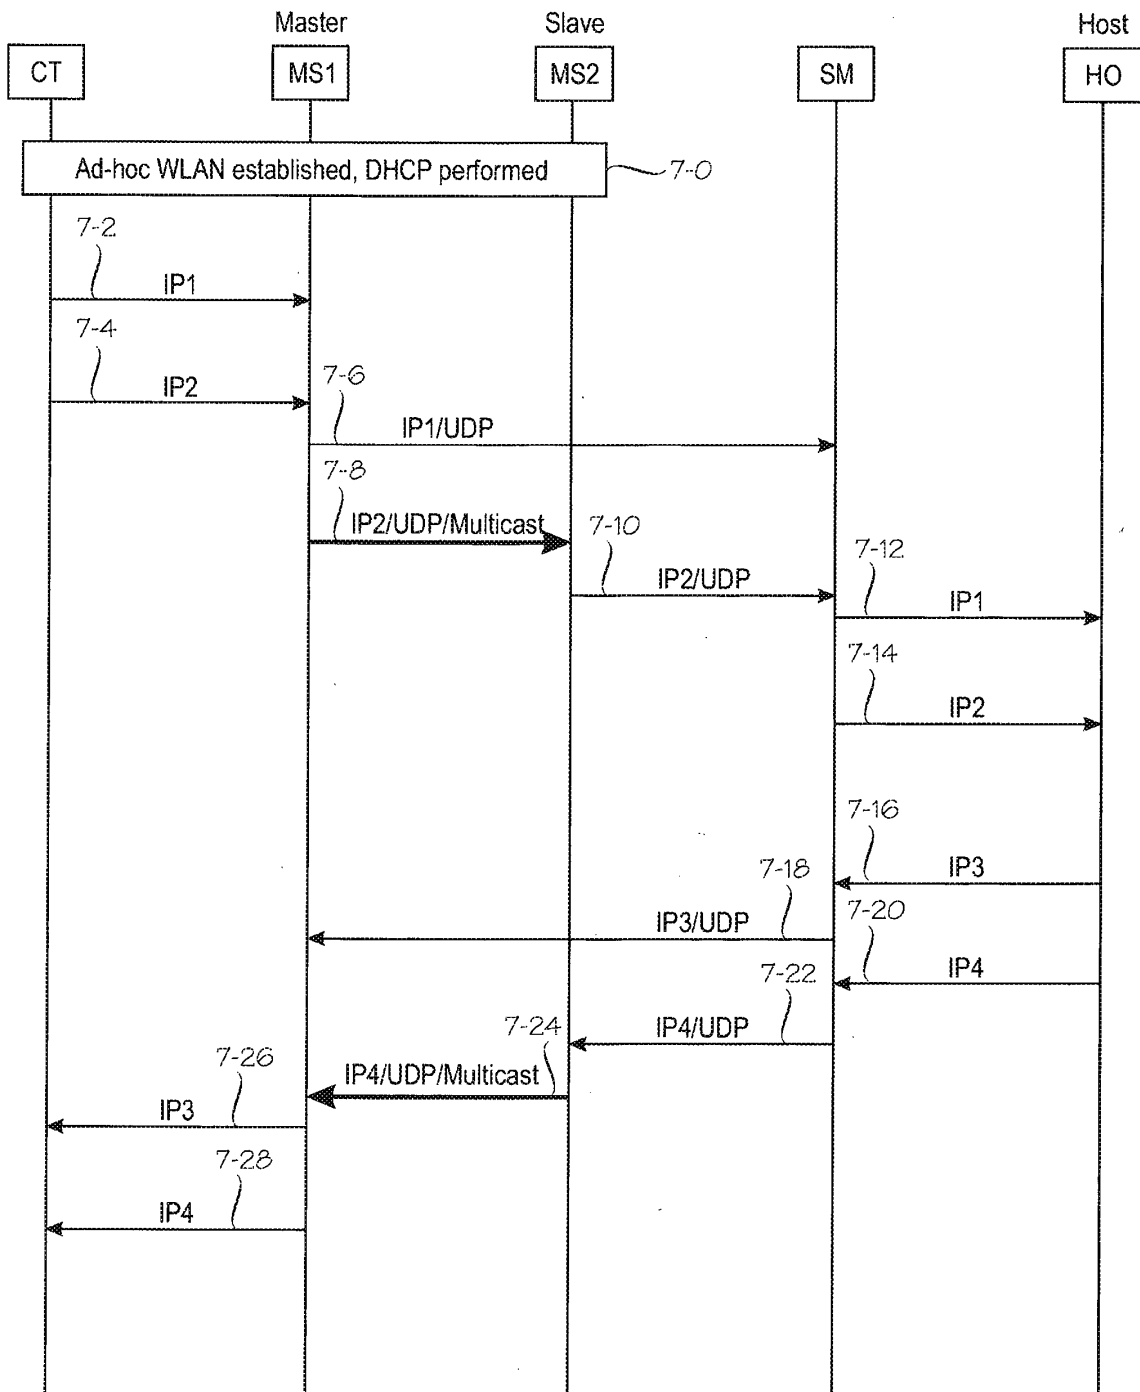 Master Slave Host
CT MS1 MS2 SM HO
Ad-hoc WLAN established, DHCP performed 7-0
7-2
IP1
7-4
IP2
7-6
IP1/UDP
7-8
IP2/UDP/Multicast
7-10
IP2/UDP
7-12
IP1
7-14
IP2
7-16
IP3
7-18
IP3/UDP
7-20
IP4
7-22
IP4/UDP
7-24
IP4/UDP/Multicast
7-26
IP3
7-28
IP4